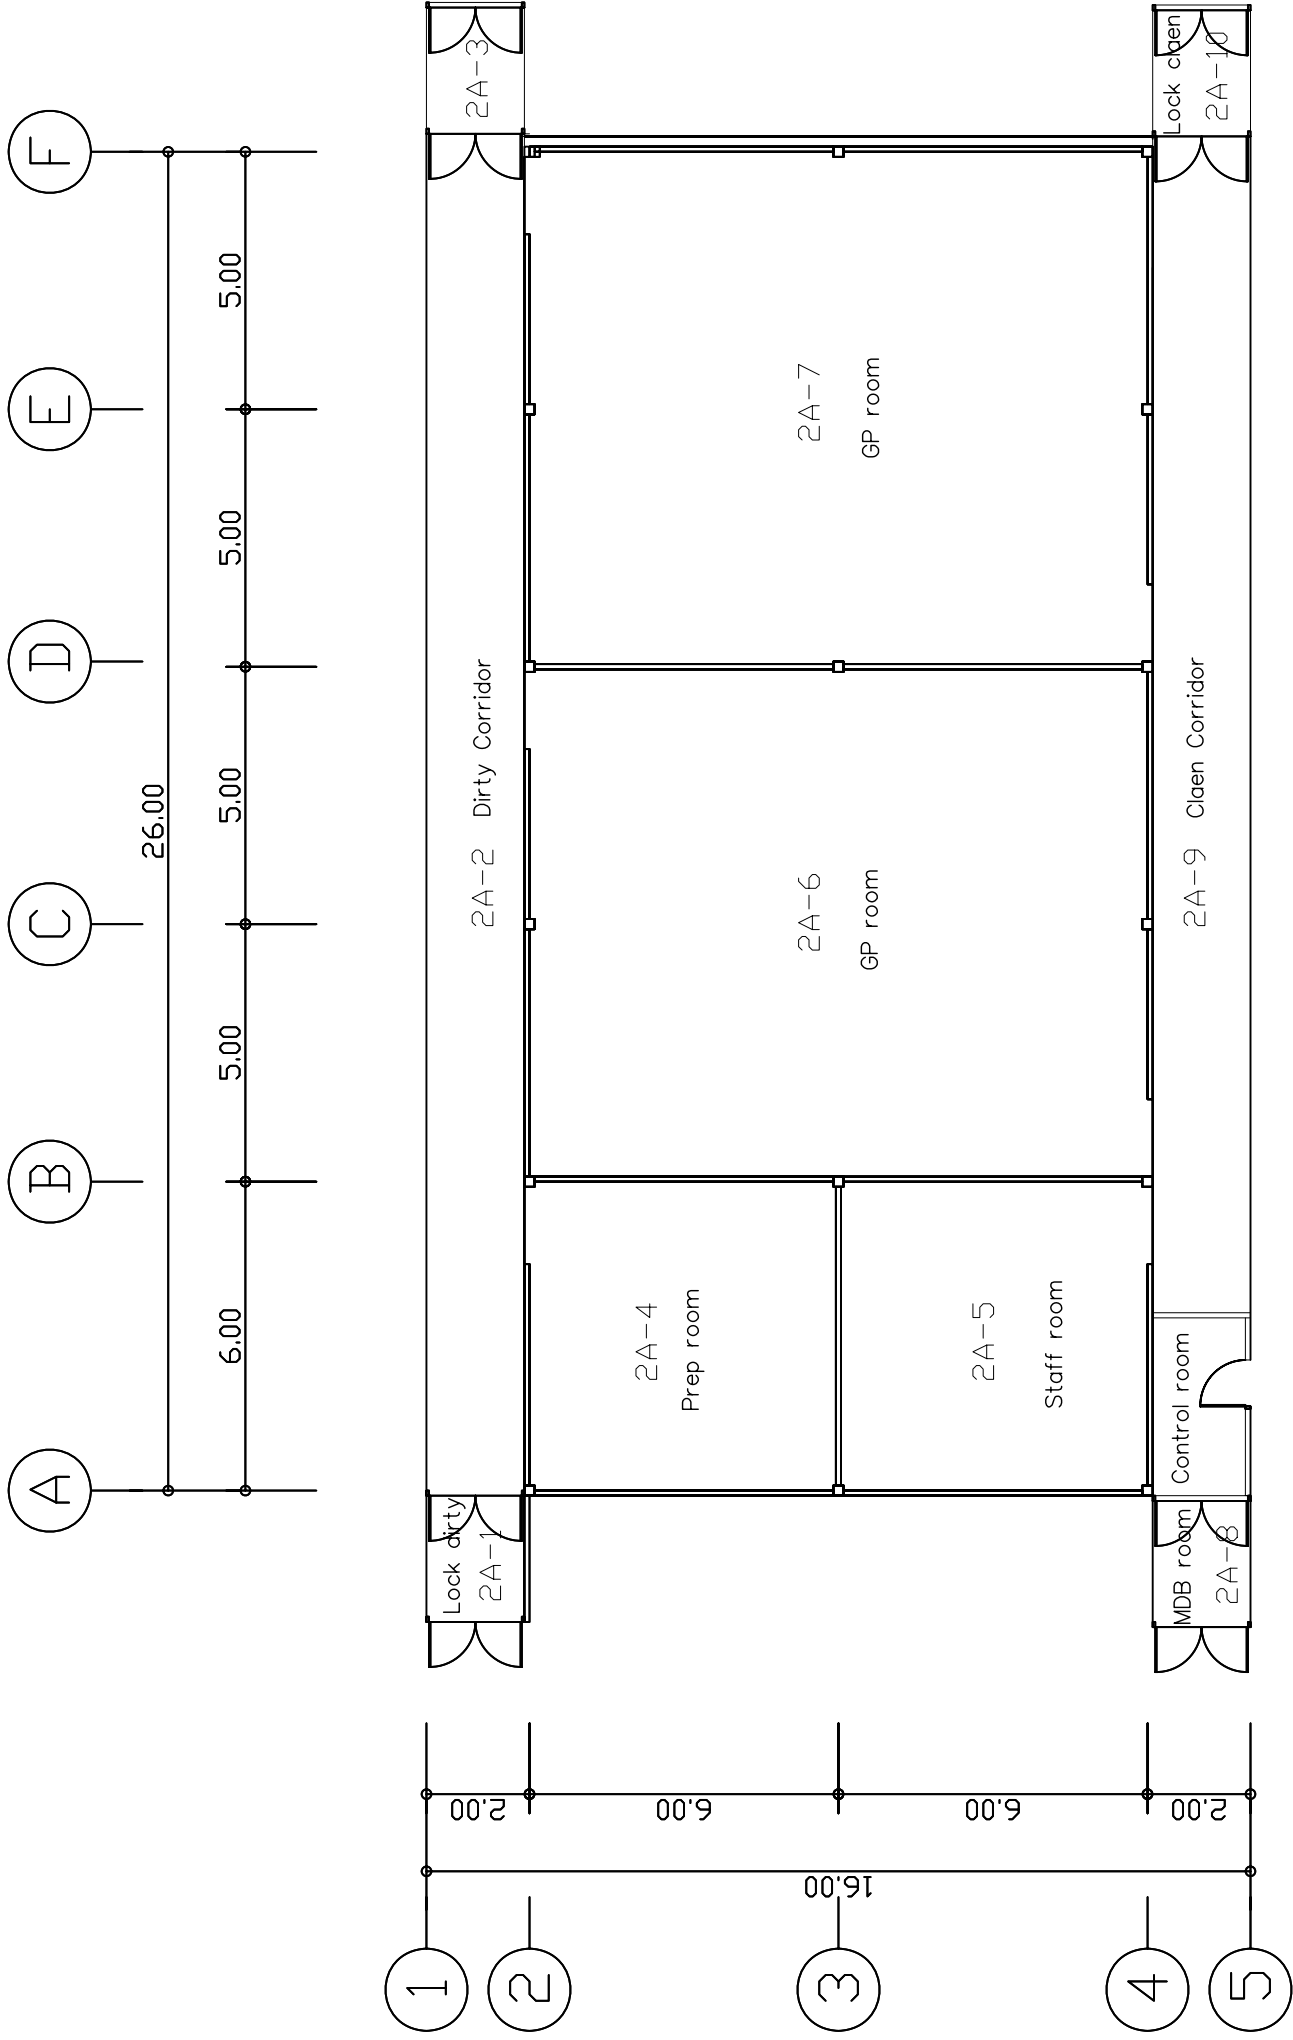 A
B
C
D
E
F
26.00
6.00
5.00
5.00
5.00
5.00
1
2
3
4
5
16.00
2.00
6.00
6.00
2.00
Lock dirty
2A-1
2A-2 Dirty Corridor
2A-3
2A-4
Prep room
2A-5
Staff room
2A-6
GP room
2A-7
GP room
MDB room
2A-8
Control room
2A-9 Claen Corridor
Lock claen
2A-10